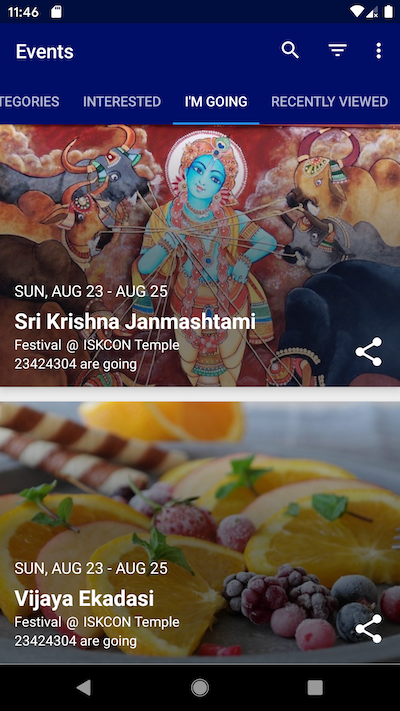 11:46
Events
TEGORIES INTERESTED I'M GOING RECENTLY VIEWED
SUN, AUG 23 - AUG 25
Sri Krishna Janmashtami
Festival @ ISKCON Temple
23424304 are going
SUN, AUG 23 - AUG 25
Vijaya Ekadasi
Festival @ ISKCON Temple
23424304 are going